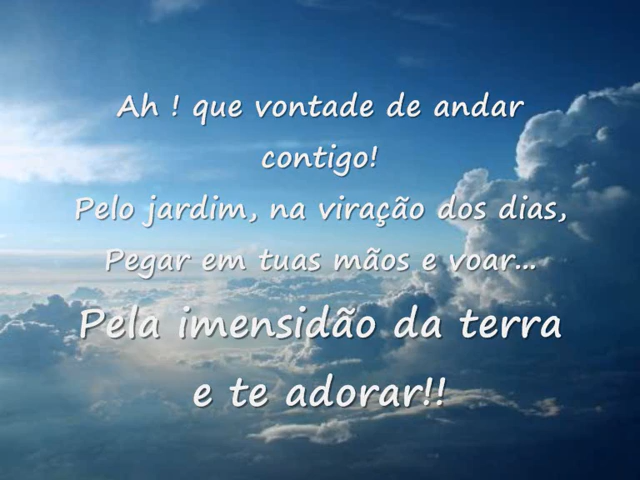 Ah ! que vontade de andar
contigo!
Pelo jardim, na viração dos dias,
Pegar em tuas mãos e voar...
Pela imensidão da terra
e te adorar!!